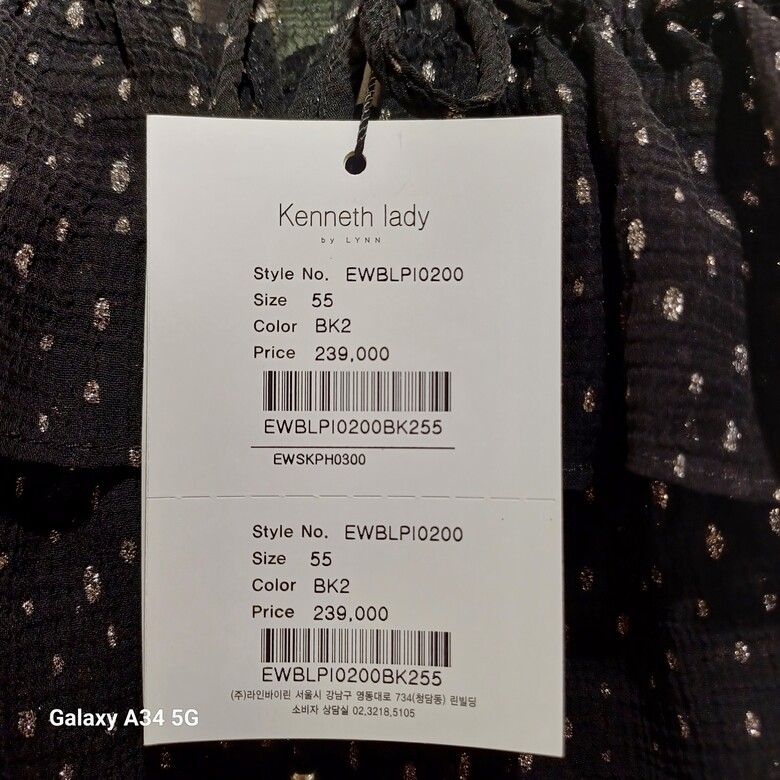 Kenneth lady
by LYNN
Style No. EWBLPI0200
Size 55
Color BK2
Price 239,000
EWBLPI0200BK255
EWSKPH0300
Style No. EWBLPI0200
Size 55
Color BK2
Price 239,000
EWBLPI0200BK255
(주)라인바이린 서울시 강남구 영동대로 734(청담동) 린빌딩
소비자 상담실 02.3218.5105
Galaxy A34 5G